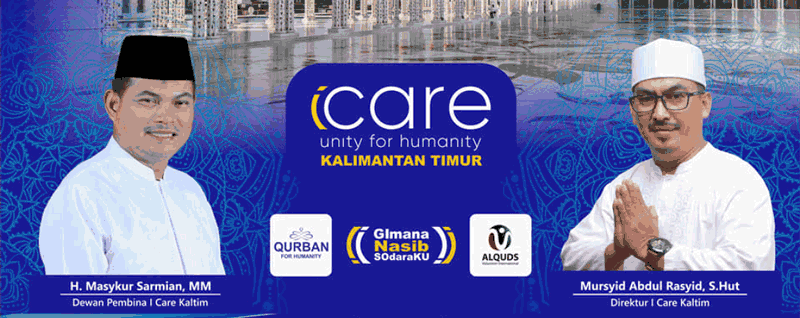 icare
unity for humanity
KALIMANTAN TIMUR
QURBAN
FOR HUMANITY
GImana
Nasib
SOdaraKU
ALQUDS
H. Masykur Sarmian, MM
Dewan Pembina I Care Kaltim
Mursyid Abdul Rasyid, S.Hut
Direktur I Care Kaltim